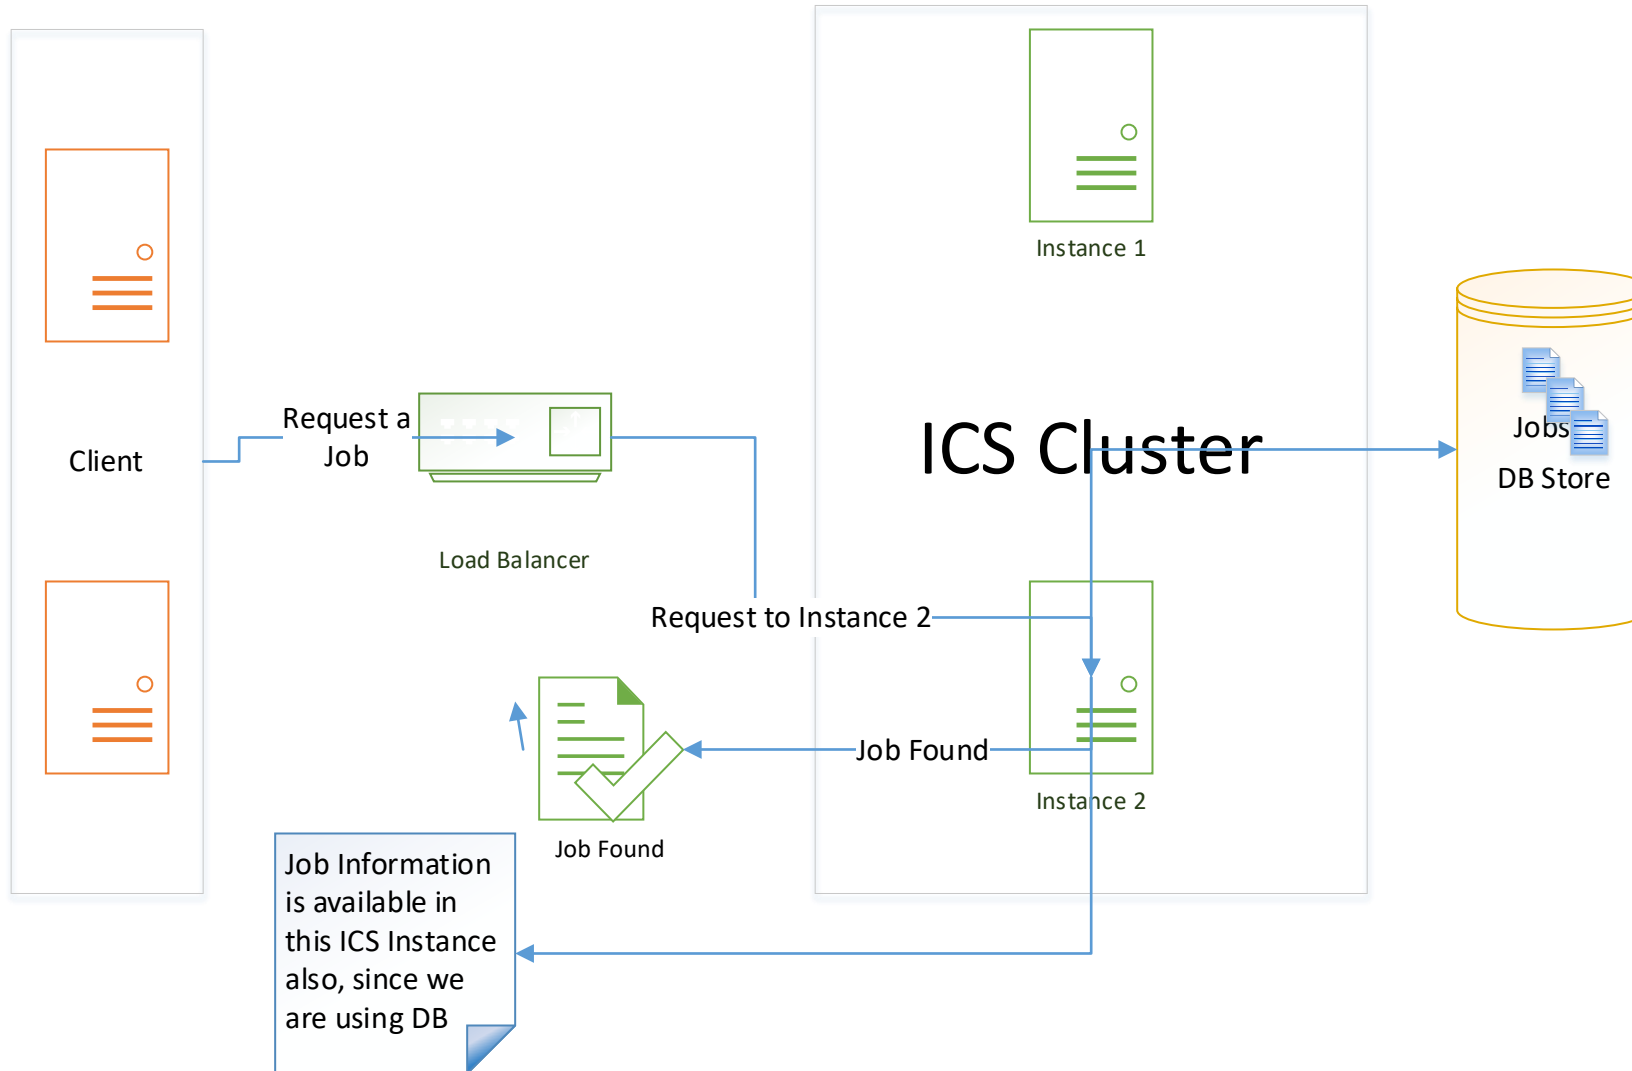 Instance 1
Request a
Job
Client
ICS Cluster
Jobs
DB Store
Load Balancer
Request to Instance 2
Job Found
Instance 2
Job Found
Job Information
is available in
this ICS Instance
also, since we
are using DB